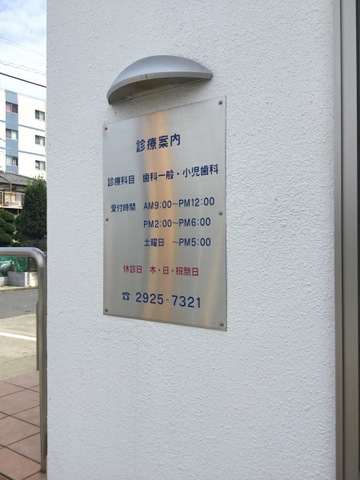 診療案内
診療科目 歯科一般・小児歯科
受付時間 AM9:00~PM12:00
PM2:00~PM6:00
土曜日 ~PM5:00
休診日 木・日・祝祭日
☎ 2925-7321